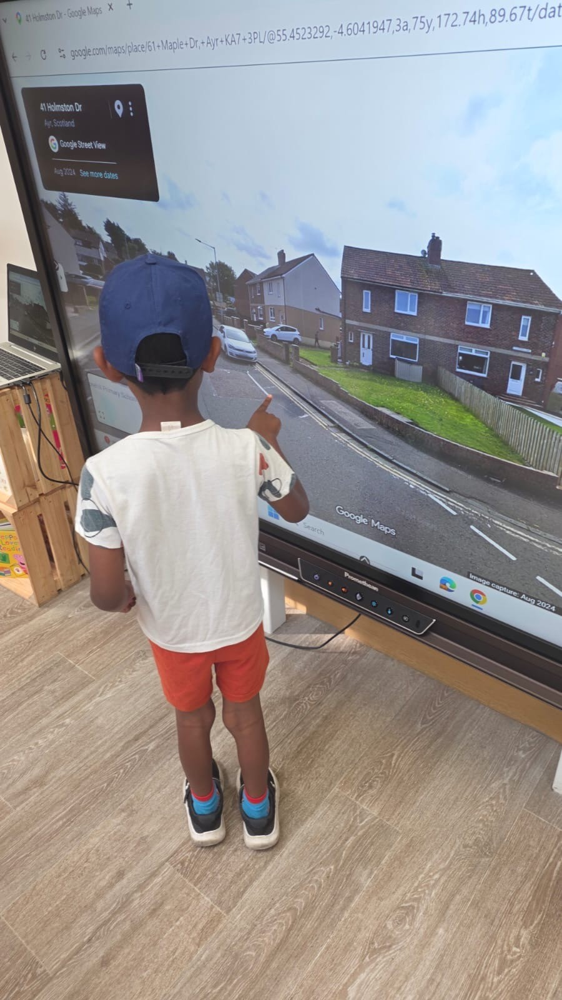 41 Holmston Dr - Google Maps
google.com/maps/place/61+Maple+Dr,+Ayr+KA7+3PL/@55.4523292,-4.6041947,3a,75y,172.74h,89.67t/dat
41 Holmston Dr
Ayr, Scotland
Google Street View
Aug 2024 See more dates
Primary School
Google Maps
Search
Image capture: Aug 2024
Promethean
Love